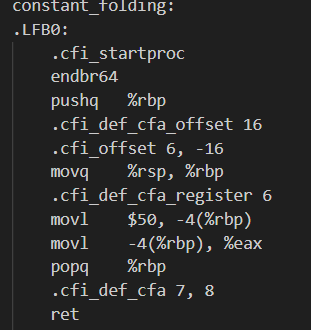 constant_folding:
.LFB0:
    .cfi_startproc
    endbr64
    pushq   %rbp
    .cfi_def_cfa_offset 16
    .cfi_offset 6, -16
    movq    %rsp, %rbp
    .cfi_def_cfa_register 6
    movl    $50, -4(%rbp)
    movl    -4(%rbp), %eax
    popq    %rbp
    .cfi_def_cfa 7, 8
    ret